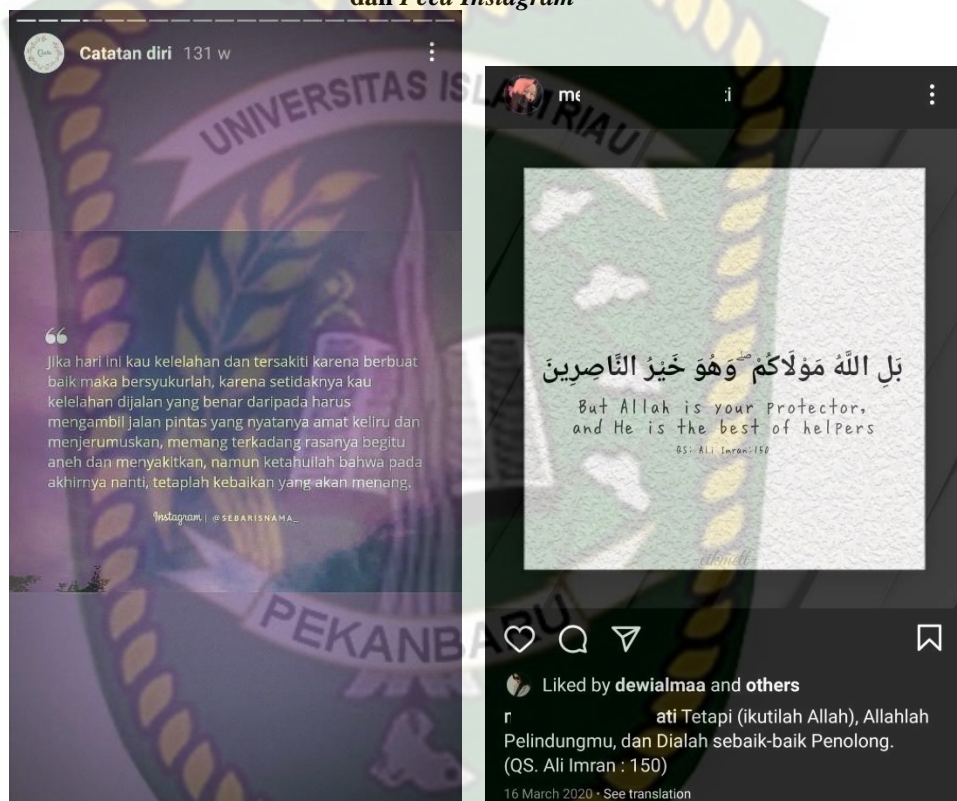 dan Feed Instagram
Catatan diri 131 w
Jika hari ini kau kelelahan dan tersakiti karena berbuat
baik maka bersyukurlah, karena setidaknya kau
kelelahan dijalan yang benar daripada harus
mengambil jalan pintas yang nyatanya amat keliru dan
menjerumuskan, memang terkadang rasanya begitu
aneh dan menyakitkan, namun ketahuilah bahwa pada
akhirnya nanti, tetaplah kebaikan yang akan menang.
Instagram | @SEBARISNAMA_
me :i
بَلِ اللَّهُ مَوْلَاكُمْ ۖ وَهُوَ خَيْرُ النَّاصِرِينَ
But Allah is your protector,
and He is the best of helpers
QS: Ali Imran:150
Liked by dewialmaa and others
ati Tetapi (ikutilah Allah), Allahlah
Pelindungmu, dan Dialah sebaik-baik Penolong.
(QS. Ali Imran : 150)
16 March 2020 · See translation
UNIVERSITAS ISLAM RIAU
PEKANBARU